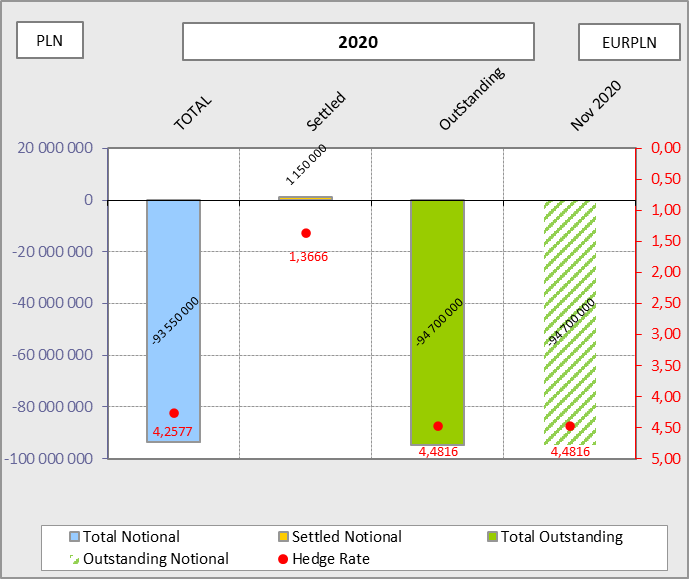 PLN
2020
EURPLN
TOTAL
Settled
OutStanding
Nov 2020
20 000 000
0
-20 000 000
-40 000 000
-60 000 000
-80 000 000
-100 000 000
-93 550 000
4,2577
1 150 000
1,3666
-94 700 000
4,4816
-94 700 000
4,4816
0,00
0,50
1,00
1,50
2,00
2,50
3,00
3,50
4,00
4,50
5,00
Total Notional
Settled Notional
Total Outstanding
Outstanding Notional
Hedge Rate